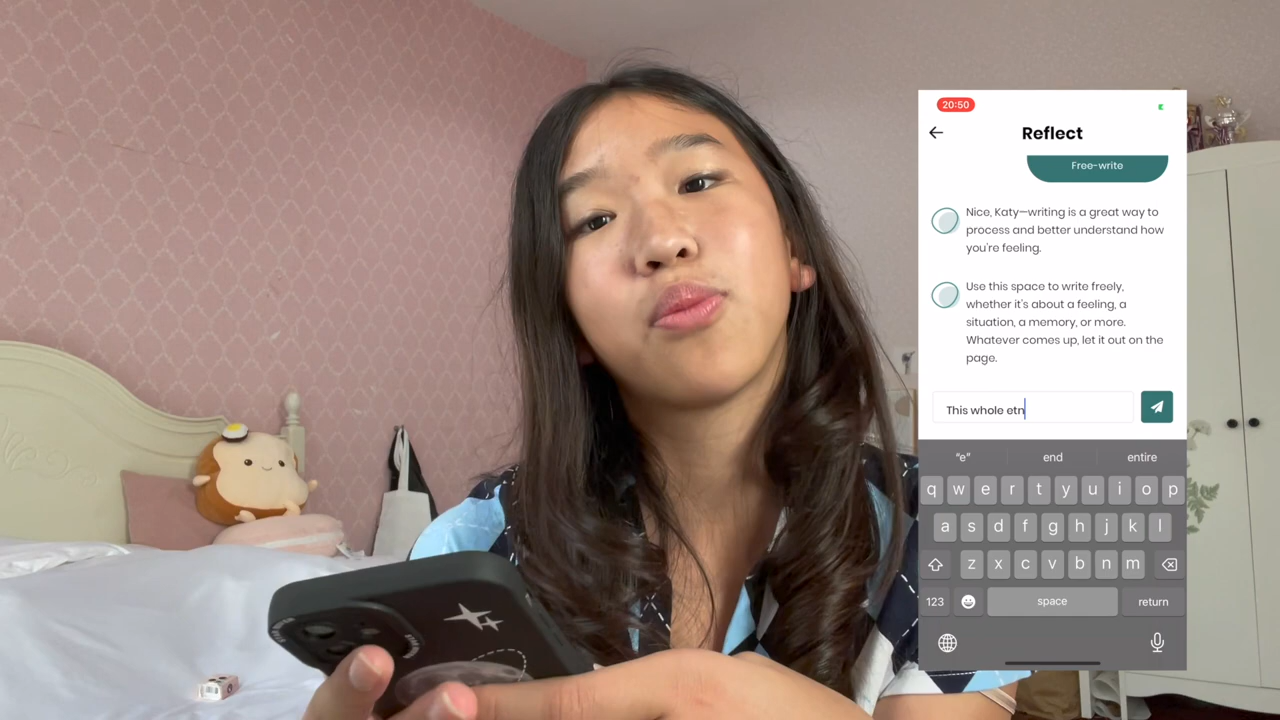 20:50
Reflect
Free-write
Nice, Katy—writing is a great way to
process and better understand how
you're feeling.
Use this space to write freely,
whether it's about a feeling, a
situation, a memory, or more.
Whatever comes up, let it out on the
page.
This whole etn
“e” end entire
q w e r t y u i o p
a s d f g h j k l
z x c v b n m
123 space return